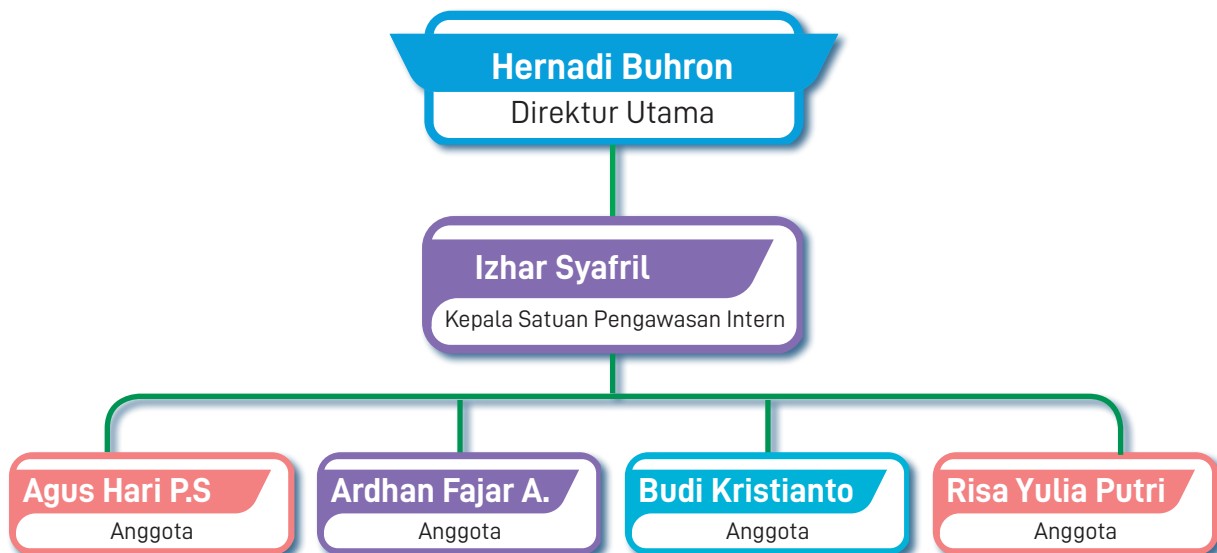 Hernadi Buhron
Direktur Utama
Izhar Syafril
Kepala Satuan Pengawasan Intern
Agus Hari P.S
Anggota
Ardhan Fajar A.
Anggota
Budi Kristianto
Anggota
Risa Yulia Putri
Anggota